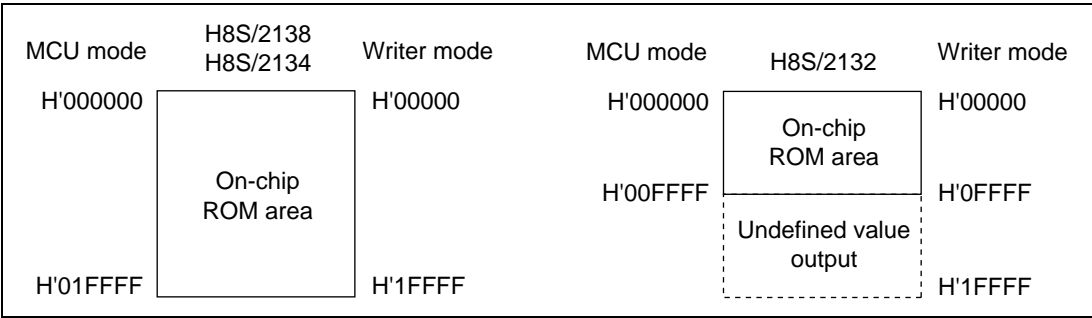 MCU mode
H8S/2138
H8S/2134
Writer mode
H'000000
H'00000
On-chip
ROM area
H'01FFFF
H'1FFFF
MCU mode
H8S/2132
Writer mode
H'000000
H'00000
On-chip
ROM area
H'00FFFF
H'0FFFF
Undefined value
output
H'1FFFF